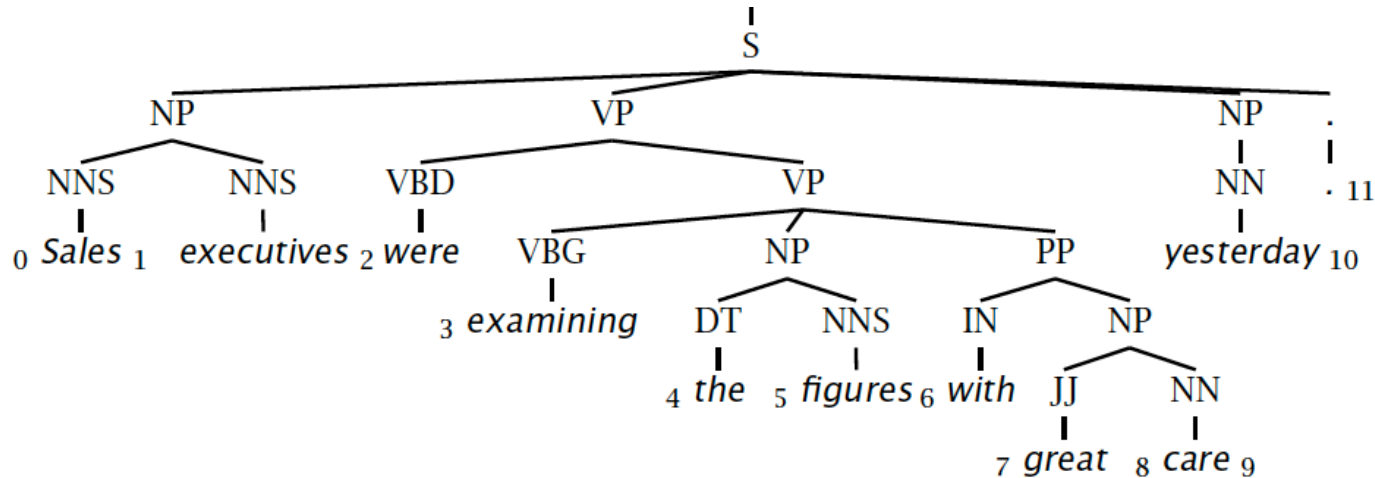 S
NP VP NP .
NNS NNS VBD VP NN . 11
0 Sales 1 executives 2 were VBG NP PP yesterday 10
3 examining DT NNS IN NP
4 the 5 figures 6 with JJ NN
7 great 8 care 9